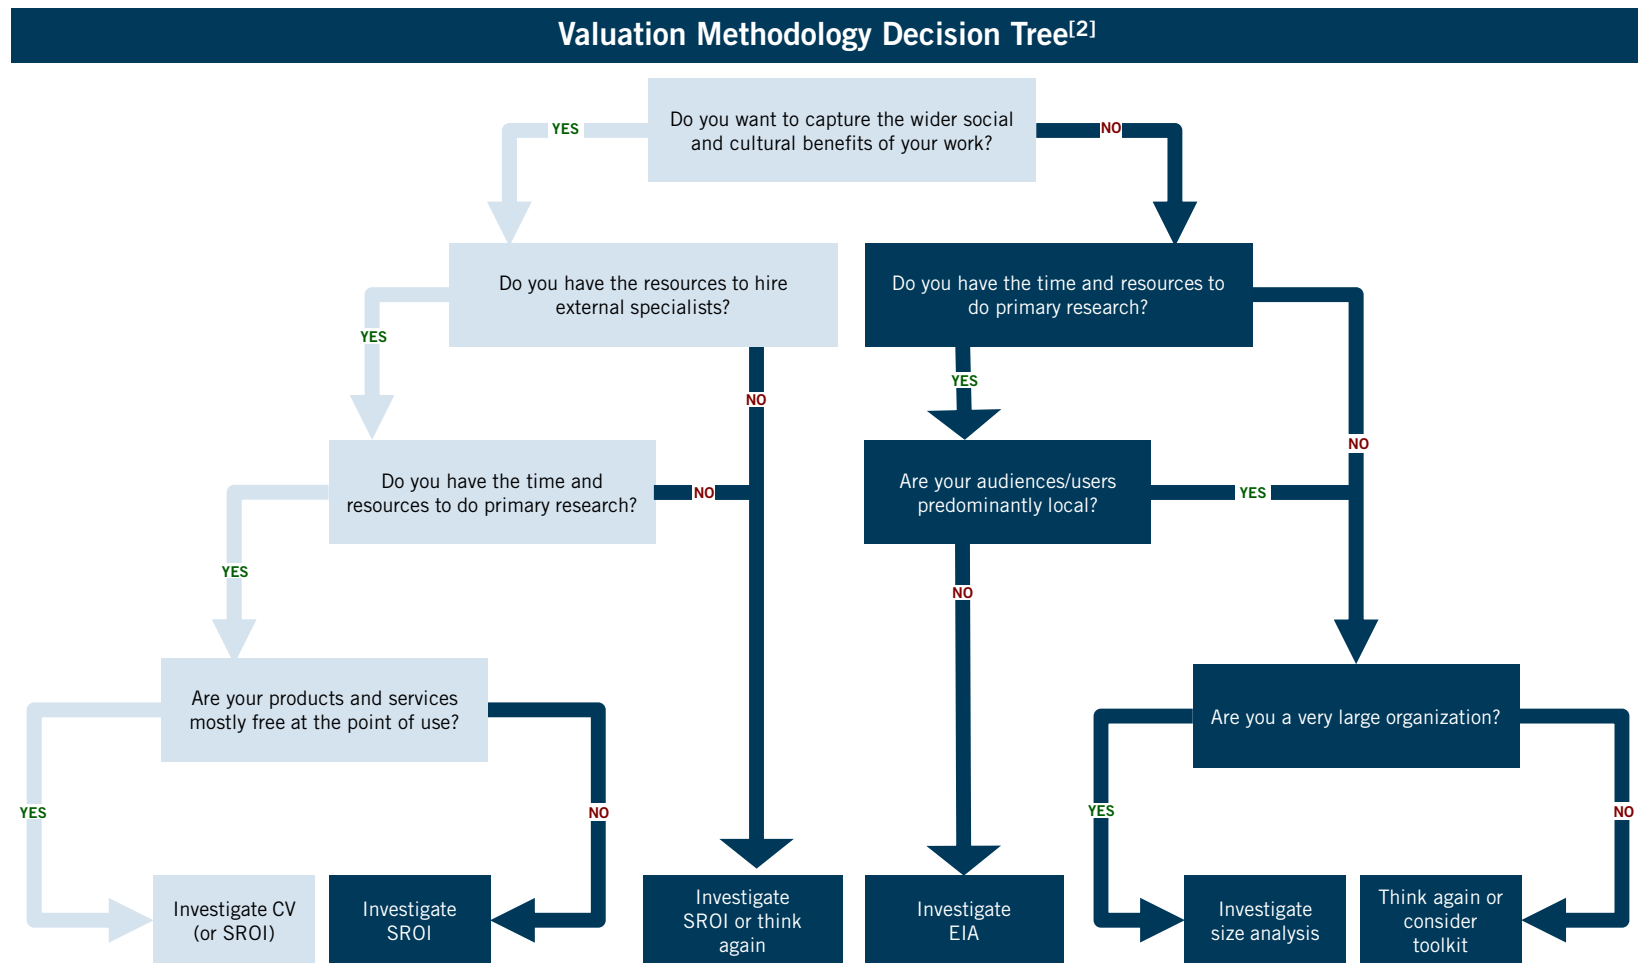 Valuation Methodology Decision Tree[2]
Do you want to capture the wider social
and cultural benefits of your work?
YES
NO
Do you have the resources to hire
external specialists?
Do you have the time and resources to
do primary research?
YES
NO
YES
NO
Do you have the time and
resources to do primary research?
NO
Are your audiences/users
predominantly local?
YES
YES
NO
Are your products and services
mostly free at the point of use?
Are you a very large organization?
YES
NO
YES
NO
Investigate CV
(or SROI)
Investigate
SROI
Investigate
SROI or think
again
Investigate
EIA
Investigate
size analysis
Think again or
consider
toolkit